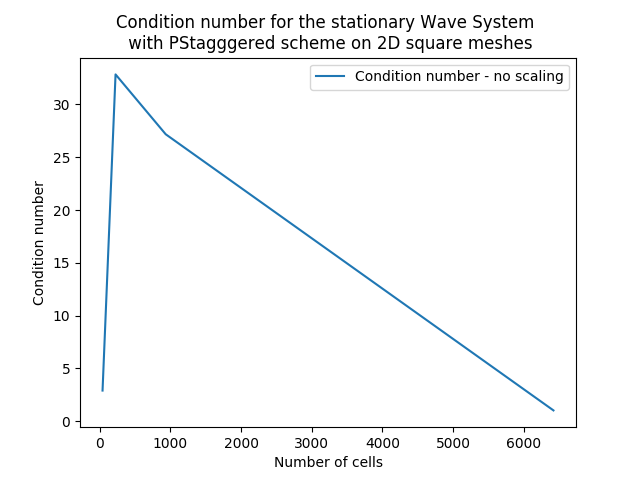 Condition number for the stationary Wave System
with PStagggered scheme on 2D square meshes
Condition number - no scaling
Condition number
30
25
20
15
10
5
0
0 1000 2000 3000 4000 5000 6000
Number of cells